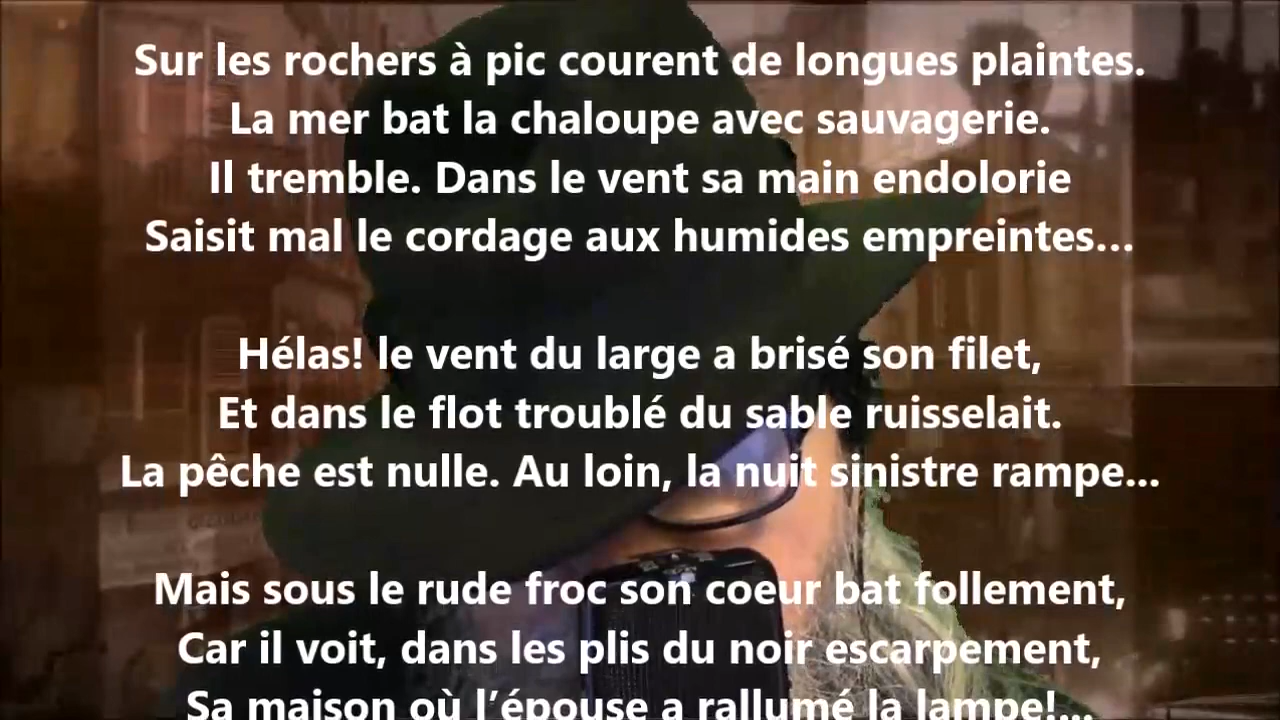 Sur les rochers à pic courent de longues plaintes.
La mer bat la chaloupe avec sauvagerie.
Il tremble. Dans le vent sa main endolorie
Saisit mal le cordage aux humides empreintes...
Hélas! le vent du large a brisé son filet,
Et dans le flot troublé du sable ruisselait.
La pêche est nulle. Au loin, la nuit sinistre rampe...
Mais sous le rude froc son coeur bat follement,
Car il voit, dans les plis du noir escarpement,
Sa maison où l’épouse a rallumé la lampe!...